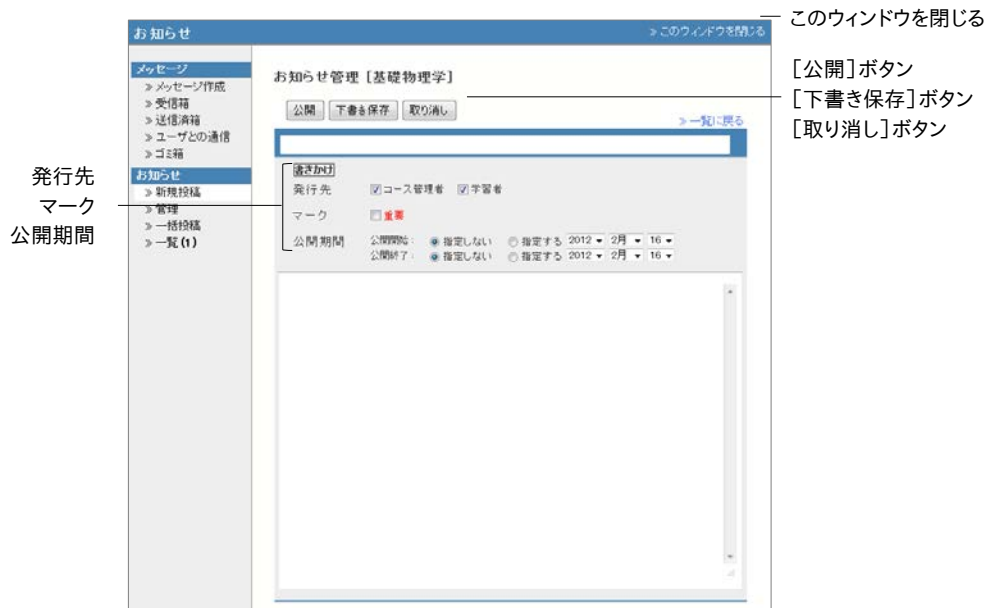 このウィンドウを閉じる
お知らせ
» このウィンドウを閉じる
メッセージ
» メッセージ作成
» 受信箱
» 送信済箱
» ユーザとの通信
» ゴミ箱
お知らせ
» 新規投稿
» 管理
» 一括投稿
» 一覧 (1)
お知らせ管理 [基礎物理学]
公開 下書き保存 取り消し
» 一覧に戻る
[公開]ボタン
[下書き保存]ボタン
[取り消し]ボタン
発行先
マーク
公開期間
書きかけ
発行先 コース管理者 学習者
マーク 重要
公開期間 公開開始： 指定しない 指定する 2012 2月 16
公開終了： 指定しない 指定する 2012 2月 16